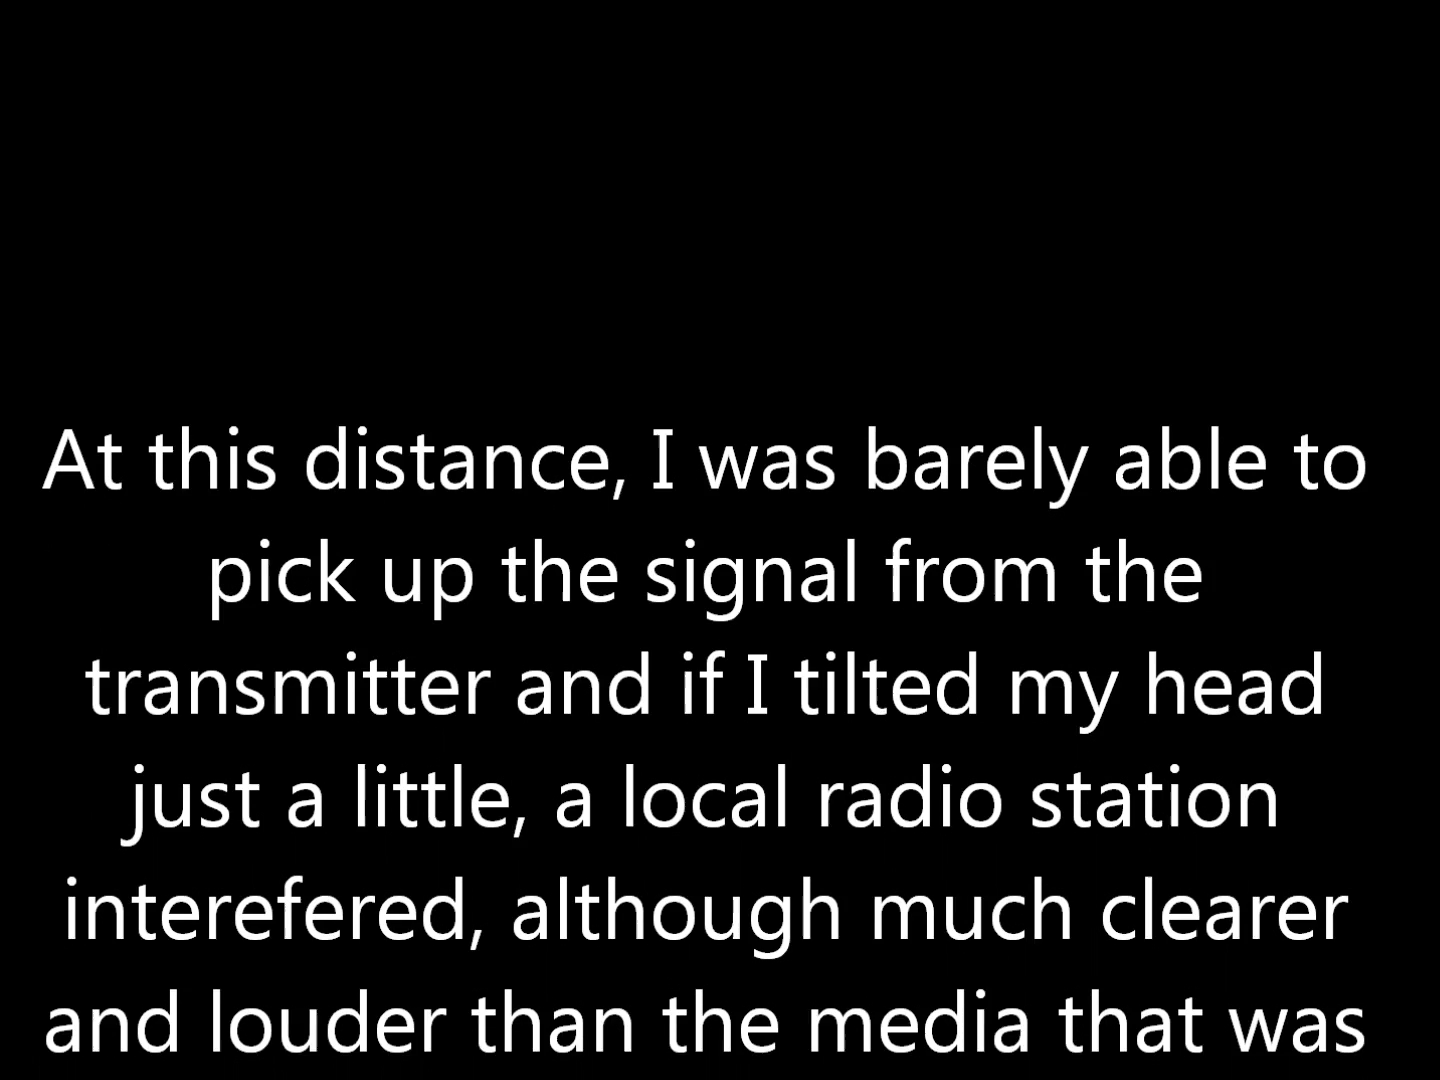 At this distance, I was barely able to
pick up the signal from the
transmitter and if I tilted my head
just a little, a local radio station
interefered, although much clearer
and louder than the media that was